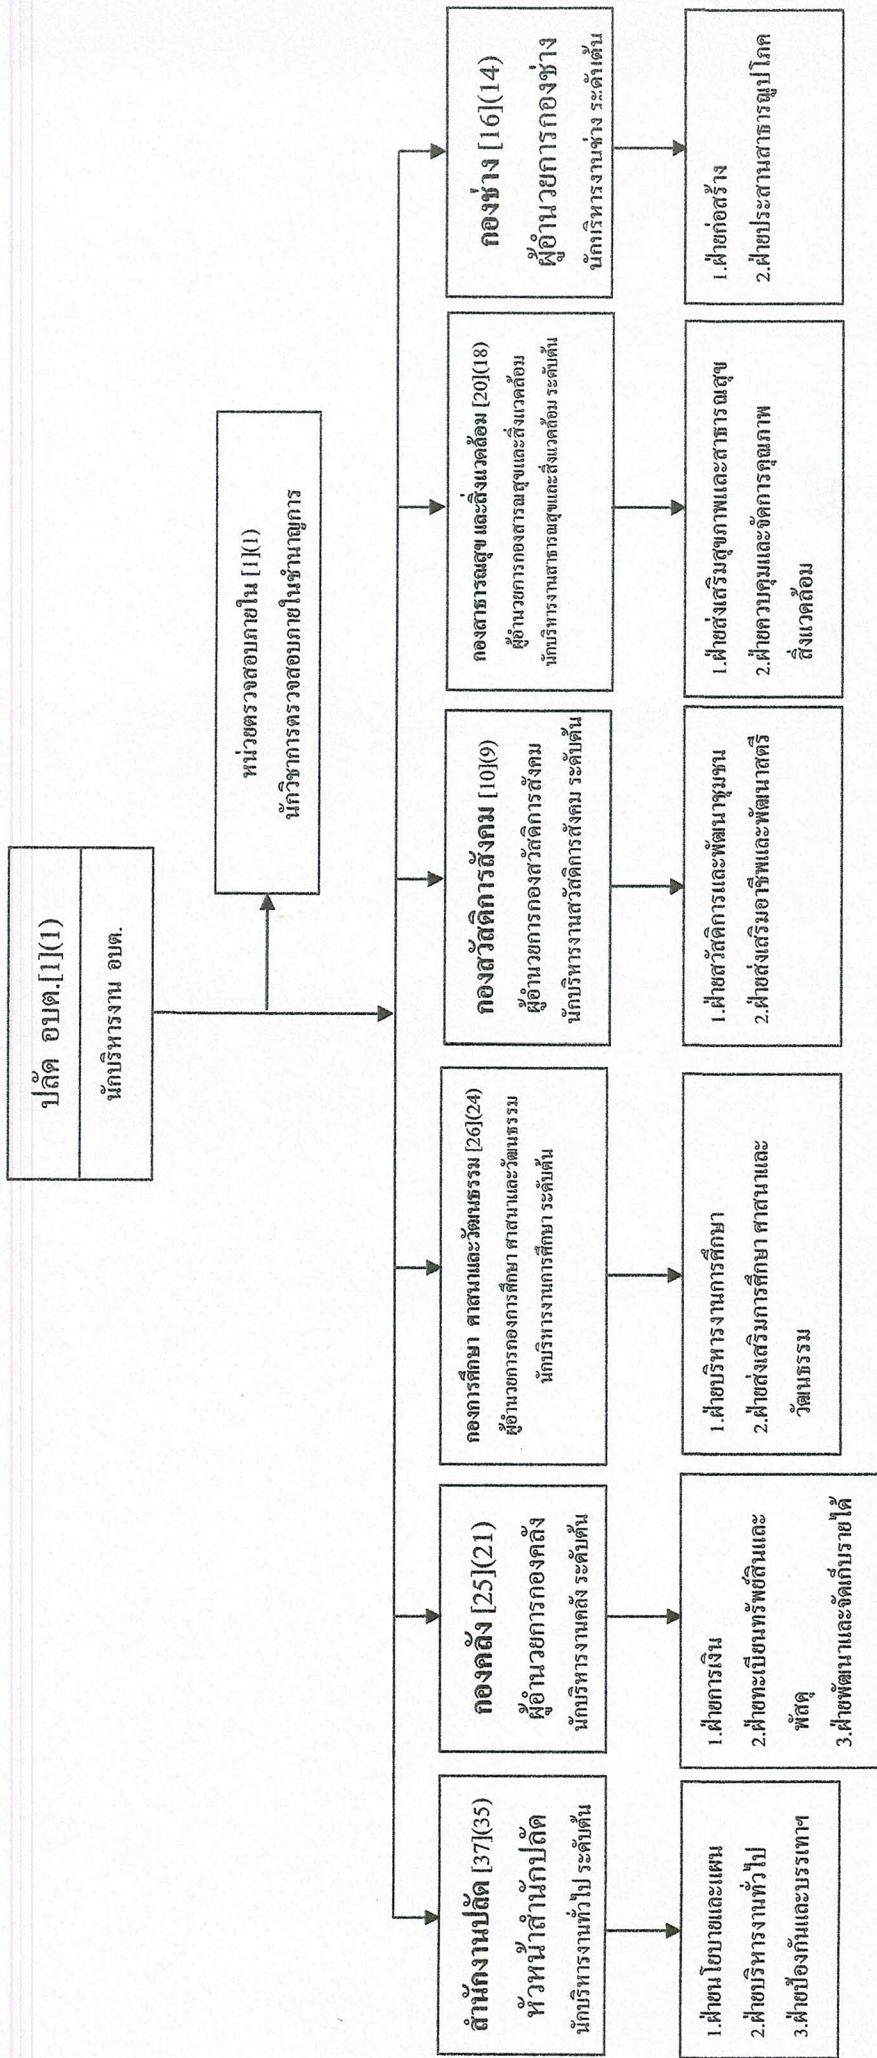 ปลัด อบต.[1](1)
นักบริหารงาน อบต.
หน่วยตรวจสอบภายใน [1](1)
นักวิชาการตรวจสอบภายในชำนาญการ
สำนักงานปลัด [37](35)
หัวหน้าสำนักปลัด
นักบริหารงานทั่วไป ระดับต้น
กองคลัง [25](21)
ผู้อำนวยการกองคลัง
นักบริหารงานคลัง ระดับต้น
กองการศึกษา ศาสนาและวัฒนธรรม [26](24)
ผู้อำนวยการกองการศึกษา ศาสนาและวัฒนธรรม
นักบริหารงานการศึกษา ระดับต้น
กองสวัสดิการสังคม [10](9)
ผู้อำนวยการกองสวัสดิการสังคม
นักบริหารงานสวัสดิการสังคม ระดับต้น
กองสาธารณสุข และสิ่งแวดล้อม [20](18)
ผู้อำนวยการกองสารณสุขและสิ่งแวดล้อม
นักบริหารงานสาธารณสุขและสิ่งแวดล้อม ระดับต้น
กองช่าง [16](14)
ผู้อำนวยการกองช่าง
นักบริหารงานช่าง ระดับต้น
1.ฝ่ายนโยบายและแผน
2.ฝ่ายบริหารงานทั่วไป
3.ฝ่ายป้องกันและบรรเทาฯ
1.ฝ่ายการเงิน
2.ฝ่ายทะเบียนทรัพย์สินและ
พัสดุ
3.ฝ่ายพัฒนาและจัดเก็บรายได้
1.ฝ่ายบริหารงานการศึกษา
2.ฝ่ายส่งเสริมการศึกษา ศาสนาและ
วัฒนธรรม
1.ฝ่ายสวัสดิการและพัฒนาชุมชน
2.ฝ่ายส่งเสริมอาชีพและพัฒนาสตรี
1.ฝ่ายส่งเสริมสุขภาพและสาธารณสุข
2.ฝ่ายควบคุมและจัดการคุณภาพ
สิ่งแวดล้อม
1.ฝ่ายก่อสร้าง
2.ฝ่ายประสานสาธารณูปโภค